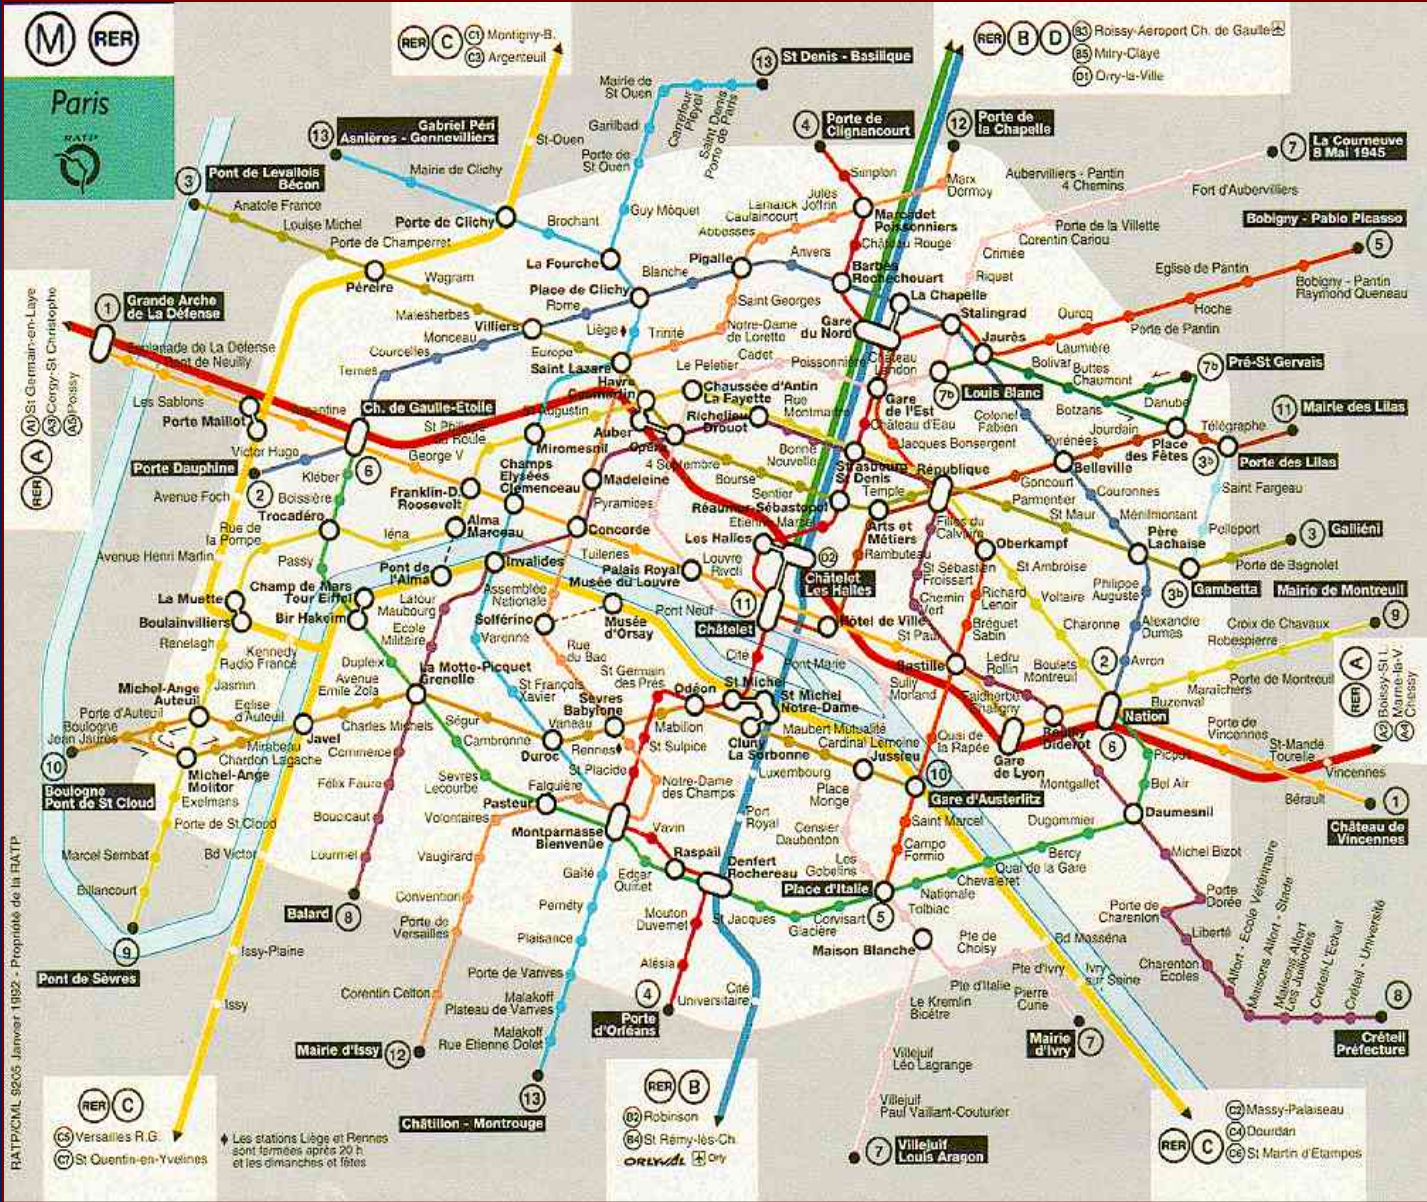 M
RER
Paris
RATP
RER
C
C1 Montigny-B.
C3 Argenteuil
RER
B
D
B3 Roissy-Aeroport Ch. de Gaulle
B5 Mitry-Claye
D1 Orry-la-Ville
13
St Denis - Basilique
Mairie de
St Ouen
Carrefour
Pleyel
Saint Denis
Porte de Paris
Garibad
Porte de
St Ouen
Guy Môquet
13
Gabriel Péri
Asnières - Gennevilliers
Mairie de Clichy
St-Ouen
Porte de Clichy
Brochant
La Fourche
4
Porte de
Clignancourt
12
Porte de
la Chapelle
Simplon
Marx
Dormoy
Jules
Joffrin
Lamarck
Caulaincourt
Abbesses
Marcadet
Poissonniers
Château Rouge
7
La Courneuve
8 Mai 1945
Aubervilliers - Pantin
4 Chemins
Fort d'Aubervilliers
Porte de la Villette
Corentin Cariou
Crimée
Riquet
Bobigny - Pablo Picasso
5
Eglise de Pantin
Bobigny - Pantin
Raymond Queneau
Hoche
Porte de Pantin
Ourcq
Laumière
3
Pont de Levallois
Bécon
Anatole France
Louise Michel
Porte de Champerret
Péreire
Wagram
Malesherbes
Villiers
Monceau
Courcelles
Ternes
Rome
Place de Clichy
Blanche
Pigalle
Anvers
Barbès
Rochechouart
La Chapelle
Stalingrad
Jaurès
Gare
du Nord
Saint Georges
Notre-Dame
de Loretto
Trinité
Liège
Europe
Saint Lazare
Le Peletier
Cadet
Poissonnière
Château
Landon
7b
Louis Blanc
Bolivar
Buttes
Chaumont
Botzaris
7b
Pré-St Gervais
Danube
Place
des Fêtes
Jourdain
Pyrénées
Belleville
Télégraphe
11
Mairie des Lilas
3b
Porte des Lilas
Saint Fargeau
Pelleport
3
Galliéni
Porte de Bagnolet
3b
Gambetta
Père
Lachaise
Colonel
Fabien
Couronnes
Ménilmontant
Goncourt
Parmentier
St Maur
RER
A
A1 St Germain-en-Laye
A3 Cergy-St Christophe
A5 Poissy
1
Grande Arche
de La Défense
Esplanade de La Défense
Pont de Neuilly
Les Sablons
Porte Maillot
Argentine
Ch. de Gaulle-Etoile
6
Victor Hugo
Porte Dauphine
2
Kléber
Boissière
Avenue Foch
Trocadéro
Rue de
la Pompe
Avenue Henri Martin
Passy
Iéna
George V
St Philippe
du Roule
St Augustin
Miromesnil
Franklin-D.
Roosevelt
Champs
Elysées
Clemenceau
Alma
Marceau
Pont de
l'Alma
Invalides
Concorde
Madeleine
Havre
Caumartin
Auber
Opéra
Chaussée d'Antin
La Fayette
Richelieu
Drouot
Rue
Montmartre
Bonne
Nouvelle
4 Septembre
Bourse
Sentier
Pyramides
Tuileries
Palais Royal
Musée du Louvre
Louvre
Rivoli
Pont Neuf
Gare
de l'Est
Château d'Eau
Jacques Bonsergent
Strasbourg
St Denis
République
Réaumur-Sébastopol
Temple
Arts et
Métiers
Etienne Marcel
Les Halles
D2
Châtelet
Les Halles
11
Châtelet
Rambuteau
Hôtel de Ville
Filles du
Calvaire
Oberkampf
St Sébastien
Froissart
Chemin
Vert
St Ambroise
Richard
Lenoir
Voltaire
Bréguet
Sabin
Charonne
Philippe
Auguste
Alexandre
Dumas
Avron
2
Mairie de Montreuil
9
Croix de Chavaux
Robespierre
Porte de Montreuil
Maraîchers
Buzenval
Nation
6
La Muette
Boulainvilliers
Champ de Mars
Tour Eiffel
Bir Hakeim
Ranelagh
Kennedy
Radio France
Jasmin
Michel-Ange
Auteuil
Porte d'Auteuil
Boulogne
Jean Jaurès
10
Boulogne
Pont de St Cloud
Eglise
d'Auteuil
Mirabeau
Chardon Lagache
Javel
Michel-Ange
Molitor
Exelmans
Porte de St Cloud
Marcel Sembat
Billancourt
9
Pont de Sèvres
Bd Victor
Issy-Plaine
Issy
Dupleix
Avenue
Emile Zola
Charles Michels
Latour
Maubourg
Ecole
Militaire
La Motte-Picquet
Grenelle
Commerce
Félix Faure
Boucicaut
Lourmel
Balard
8
Assemblée
Nationale
Solférino
Musée
d'Orsay
Varenne
Rue
du Bac
St François
Xavier
Sèvres
Babylone
St Germain
des Prés
Odéon
Mabillon
St Sulpice
Vaneau
Rennes
Duroc
Ségur
Cambronne
Sevres
Lecourbe
Pasteur
Falguière
St Placide
Notre-Dame
des Champs
Volontaires
Vaugirard
Convention
Porte de
Versailles
Corentin Celton
Mairie d'Issy
12
Montparnasse
Bienvenüe
Edgar
Quinet
Gaité
Pernéty
Plaisance
Porte de Vanves
Malakoff
Plateau de Vanves
Malakoff
Rue Etienne Dolet
13
Châtillon - Montrouge
Vavin
Raspail
Denfert
Rochereau
Mouton
Duvernet
Alésia
4
Porte
d'Orléans
Cité
Universitaire
Port
Royal
Luxembourg
St Jacques
Glacière
Corvisart
Cité
St Michel
St Michel
Notre-Dame
Cluny
La Sorbonne
Maubert Mutualité
Cardinal Lemoine
Jussieu
Place
Monge
Censier
Daubenton
Les
Gobelins
Place d'Italie
5
Pont-Marie
Sully
Morland
St Paul
Bastille
Ledru
Rollin
Faidherbe
Chaligny
Boulets
Montreuil
Reuilly
Diderot
Quai de
la Rapée
Gare
de Lyon
10
Gare d'Austerlitz
Saint Marcel
Campo
Formio
Nationale
Chevaleret
Quai de la Gare
Bercy
Dugommier
Daumesnil
Montgallet
Picpus
Bel Air
Michel Bizot
Porte
Dorée
Porte de
Charenton
Liberté
Charenton
Ecoles
Alfort - Ecole Vétérinaire
Maisons Alfort - Stade
Maisons Alfort
Les Juilliottes
Créteil-L'Echat
Créteil - Université
8
Créteil
Préfecture
Porte de
Vincennes
St-Mandé
Tourelle
Vincennes
Bérault
1
Château de
Vincennes
RER
A
A2 Boissy-St L.
A4 Marne-la-V.
Chessy
Tolbiac
Maison Blanche
Pte de
Choisy
Pte d'Italie
Pte d'Ivry
Pierre
Curie
Mairie
d'Ivry
7
Bd Masséna
Ivry
sur Seine
Le Kremlin
Bicêtre
Villejuif
Léo Lagrange
Villejuif
Paul Vaillant-Couturier
7
Villejuif
Louis Aragon
RER
C
C5 Versailles R.G.
C7 St Quentin-en-Yvelines
Les stations Liège et Rennes
sont fermées après 20 h
et les dimanches et fêtes
RER
B
B2 Robinson
B4 St Rémy-lès-Ch.
ORLYVAL Orly
RER
C
C2 Massy-Palaiseau
C4 Dourdan
C6 St Martin d'Etampes
RATP/CML 9205 Janvier 1992 - Propriété de la RATP